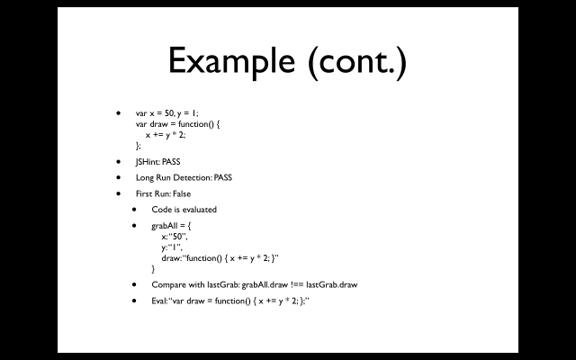 Example (cont.)
• var x = 50, y = 1;
var draw = function() {
x += y * 2;
};
• JSHint: PASS
• Long Run Detection: PASS
• First Run: False
• Code is evaluated
• grabAll = {
x:"50",
y:"1",
draw:"function() { x += y * 2; }"
}
• Compare with lastGrab: grabAll.draw !== lastGrab.draw
• Eval:"var draw = function() { x += y * 2; };"